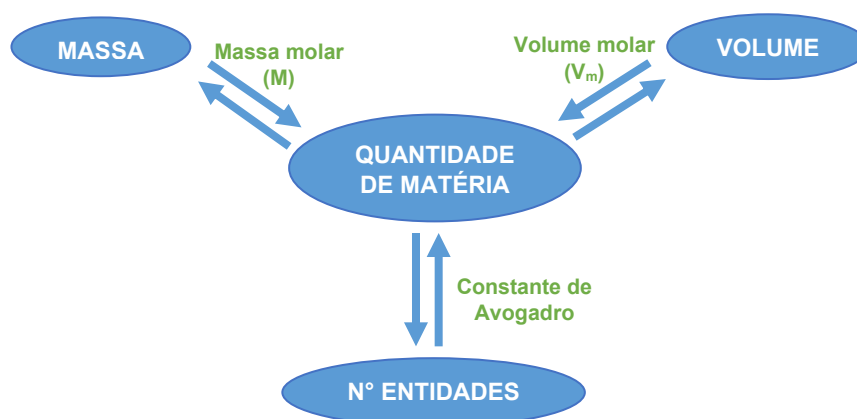 MASSA
Massa molar
(M)
Volume molar
(Vₘ)
VOLUME
QUANTIDADE
DE MATÉRIA
Constante de
Avogadro
N° ENTIDADES